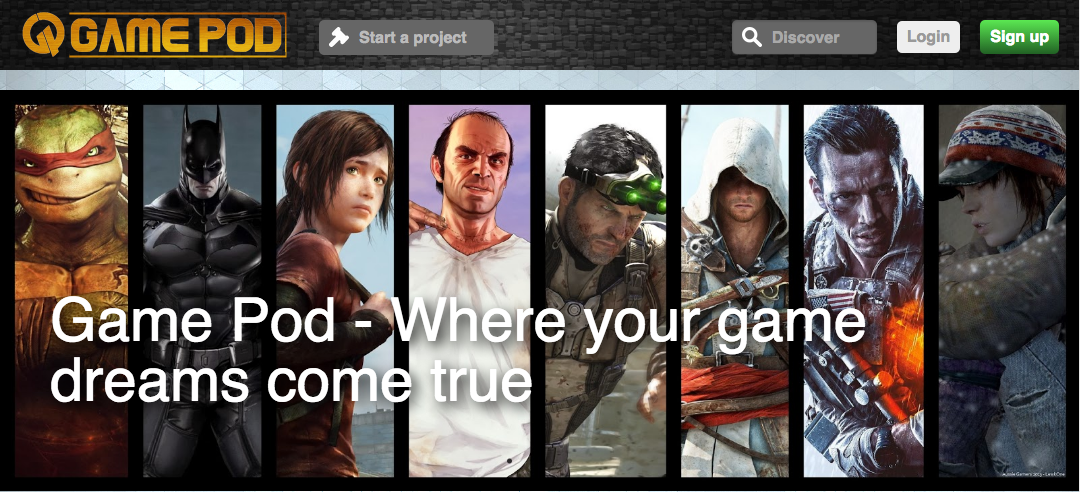 GAME POD
Start a project
Discover
Login
Sign up
Game Pod - Where your game
dreams come true